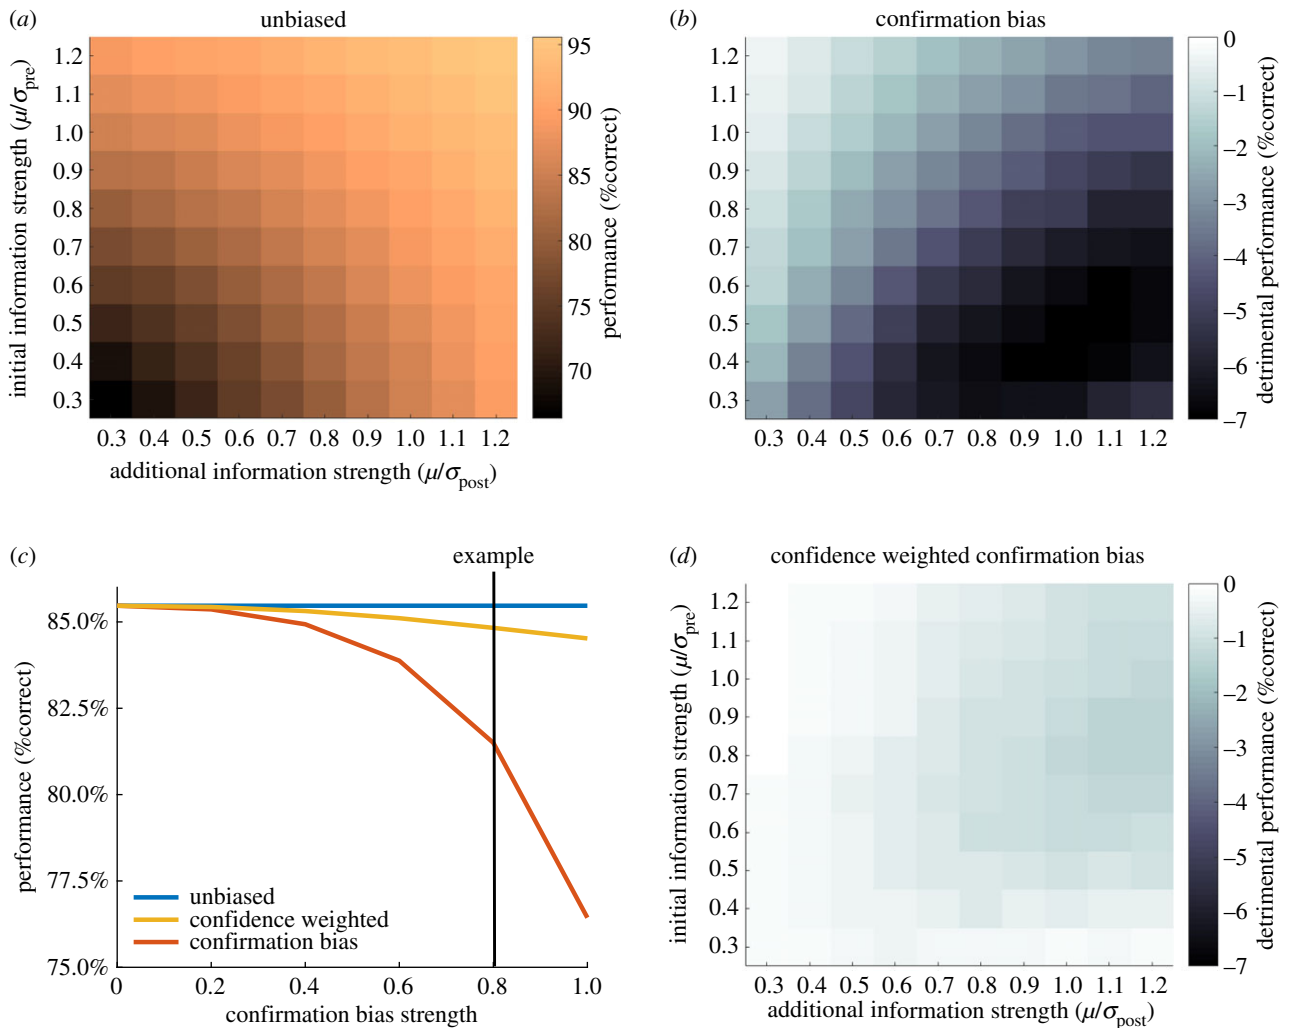 (a) unbiased
initial information strength (μ/σpre)
1.2
1.1
1.0
0.9
0.8
0.7
0.6
0.5
0.4
0.3
0.3 0.4 0.5 0.6 0.7 0.8 0.9 1.0 1.1 1.2
additional information strength (μ/σpost)
95
90
85
80
75
70
performance (%correct)
(b) confirmation bias
1.2
1.1
1.0
0.9
0.8
0.7
0.6
0.5
0.4
0.3
0.3 0.4 0.5 0.6 0.7 0.8 0.9 1.0 1.1 1.2
0
–1
–2
–3
–4
–5
–6
–7
detrimental performance (%correct)
(c)
example
performance (%correct)
85.0%
82.5%
80.0%
77.5%
75.0%
unbiased
confidence weighted
confirmation bias
0 0.2 0.4 0.6 0.8 1.0
confirmation bias strength
(d) confidence weighted confirmation bias
initial information strength (μ/σpre)
1.2
1.1
1.0
0.9
0.8
0.7
0.6
0.5
0.4
0.3
0.3 0.4 0.5 0.6 0.7 0.8 0.9 1.0 1.1 1.2
additional information strength (μ/σpost)
0
–1
–2
–3
–4
–5
–6
–7
detrimental performance (%correct)